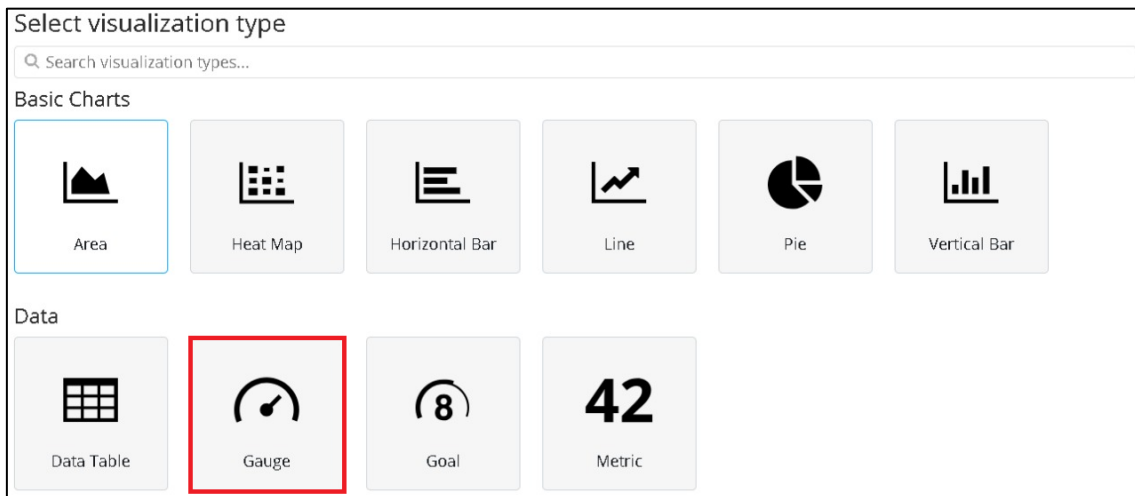 Select visualization type
Search visualization types...
Basic Charts
Area
Heat Map
Horizontal Bar
Line
Pie
Vertical Bar
Data
8
42
Data Table
Gauge
Goal
Metric